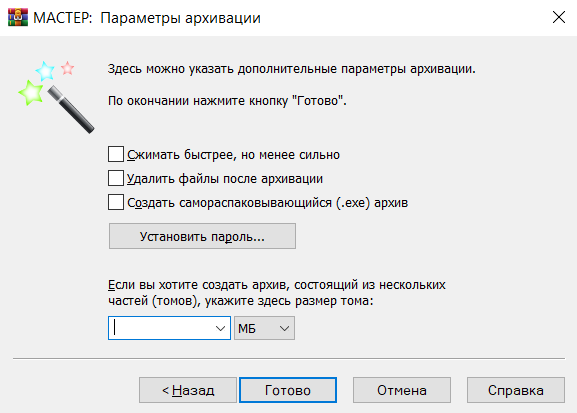 МАСТЕР: Параметры архивации
Здесь можно указать дополнительные параметры архивации.
По окончании нажмите кнопку "Готово".
Сжимать быстрее, но менее сильно
Удалить файлы после архивации
Создать самораспаковывающийся (.exe) архив
Установить пароль...
Если вы хотите создать архив, состоящий из нескольких
частей (томов), укажите здесь размер тома:
МБ
< Назад
Готово
Отмена
Справка